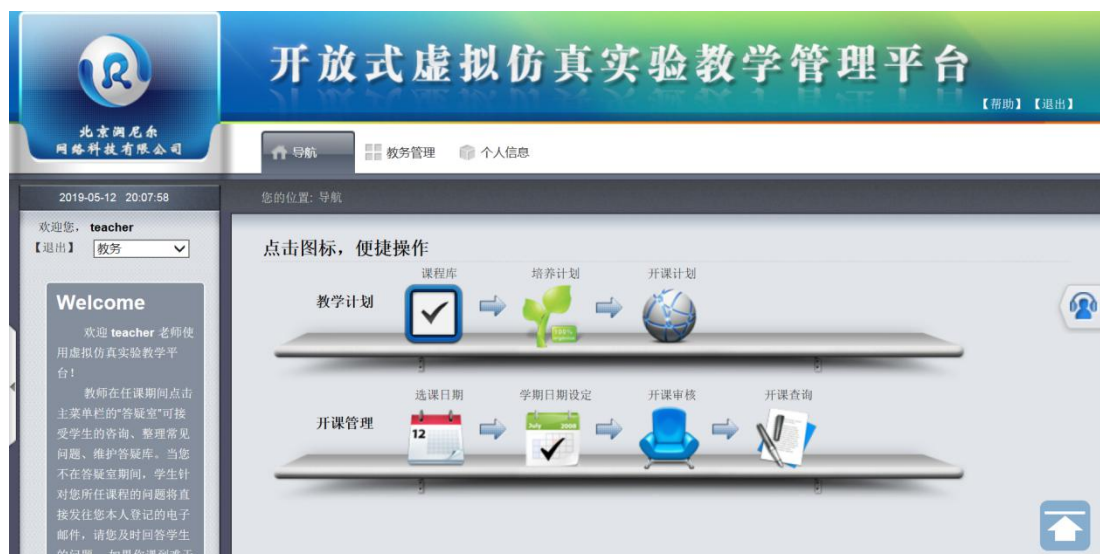 开放式虚拟仿真实验教学管理平台
【帮助】【退出】
北京润尼尔
网络科技有限公司
导航
教务管理
个人信息
2019-05-12 20:07:58
您的位置: 导航
欢迎您， teacher
【退出】 教务
点击图标，便捷操作
课程库
培养计划
开课计划
教学计划
100%
Welcome
欢迎 teacher 老师使
用虚拟仿真实验教学平
台！
教师在任课期间点击
主菜单栏的“答疑室”可接
受学生的咨询、整理常见
问题、维护答疑库。当您
不在答疑室期间，学生针
对您所任课程的问题将直
接发往您本人登记的电子
邮件，请您及时回答学生
选课日期
学期日期设定
开课审核
开课查询
开课管理
12
July 2008